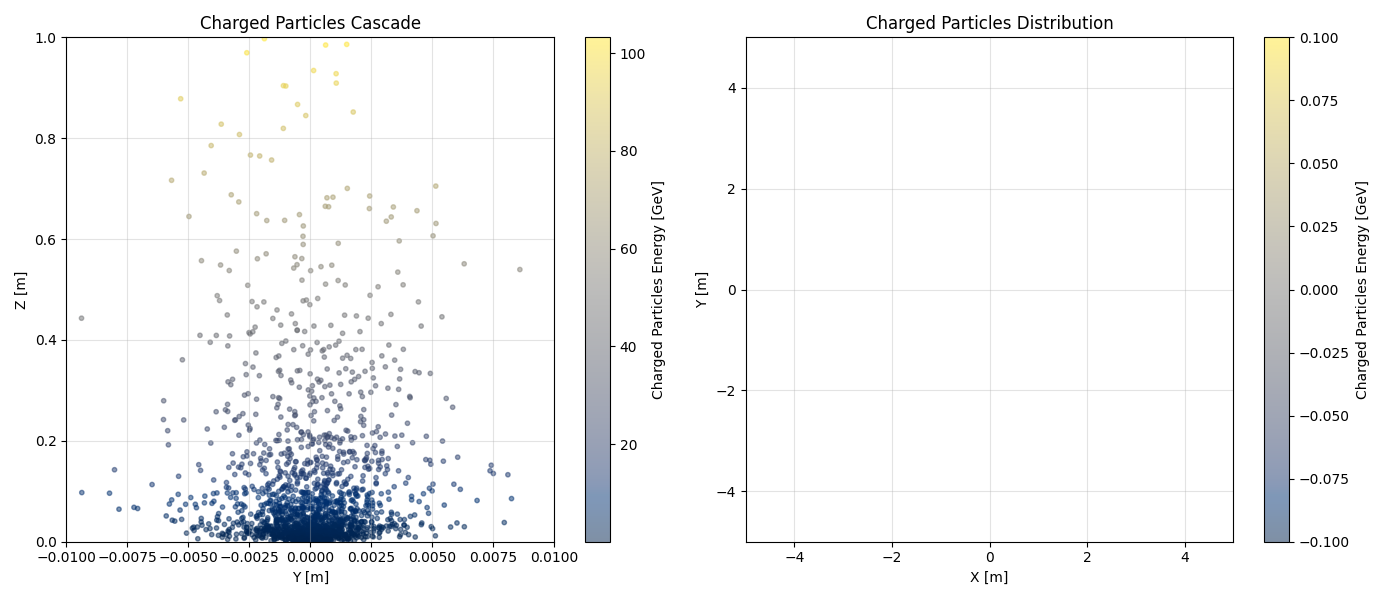 Charged Particles Cascade
1.0
0.8
0.6
0.4
0.2
0.0
Z [m]
−0.0100 −0.0075 −0.0050 −0.0025 0.0000 0.0025 0.0050 0.0075 0.0100
Y [m]
100
80
60
40
20
Charged Particles Energy [GeV]
Charged Particles Distribution
4
2
0
−2
−4
Y [m]
−4 −2 0 2 4
X [m]
0.100
0.075
0.050
0.025
0.000
−0.025
−0.050
−0.075
−0.100
Charged Particles Energy [GeV]